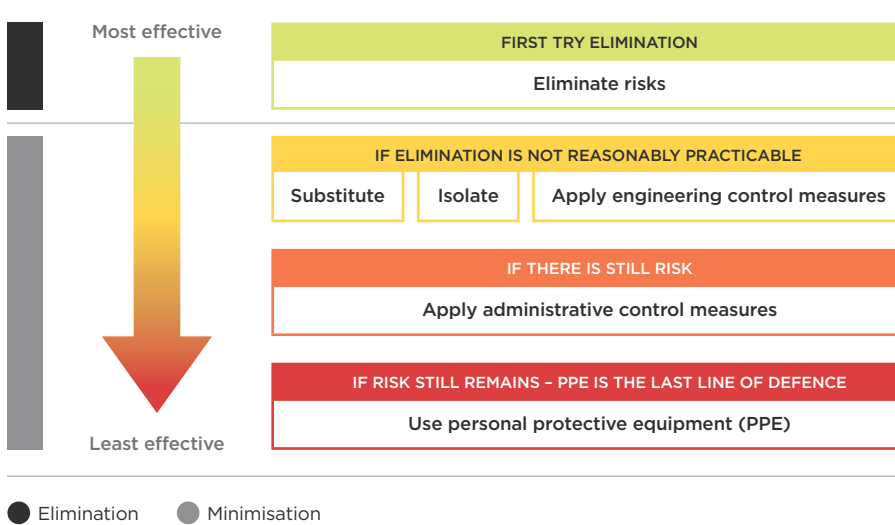 Most effective
FIRST TRY ELIMINATION
Eliminate risks
IF ELIMINATION IS NOT REASONABLY PRACTICABLE
Substitute
Isolate
Apply engineering control measures
IF THERE IS STILL RISK
Apply administrative control measures
IF RISK STILL REMAINS – PPE IS THE LAST LINE OF DEFENCE
Use personal protective equipment (PPE)
Least effective
Elimination
Minimisation